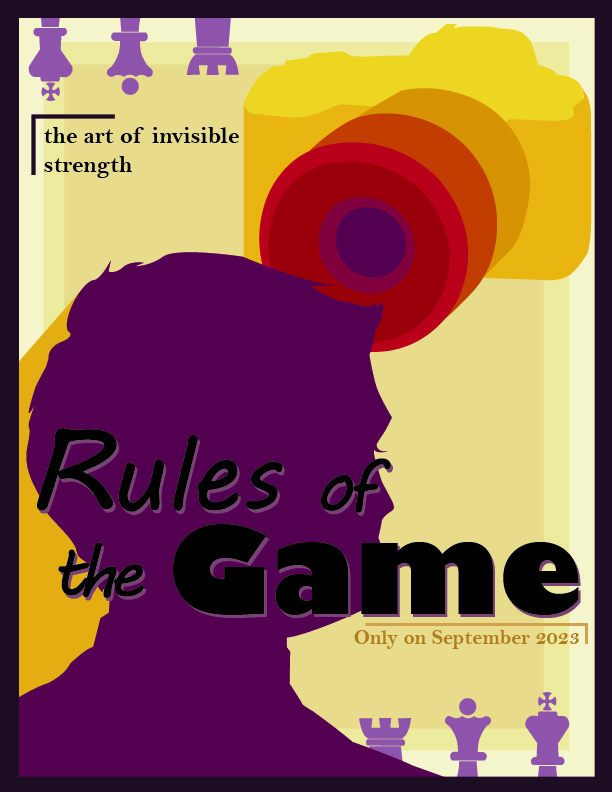 the art of invisible
strength
Rules of
the Game
Only on September 2023